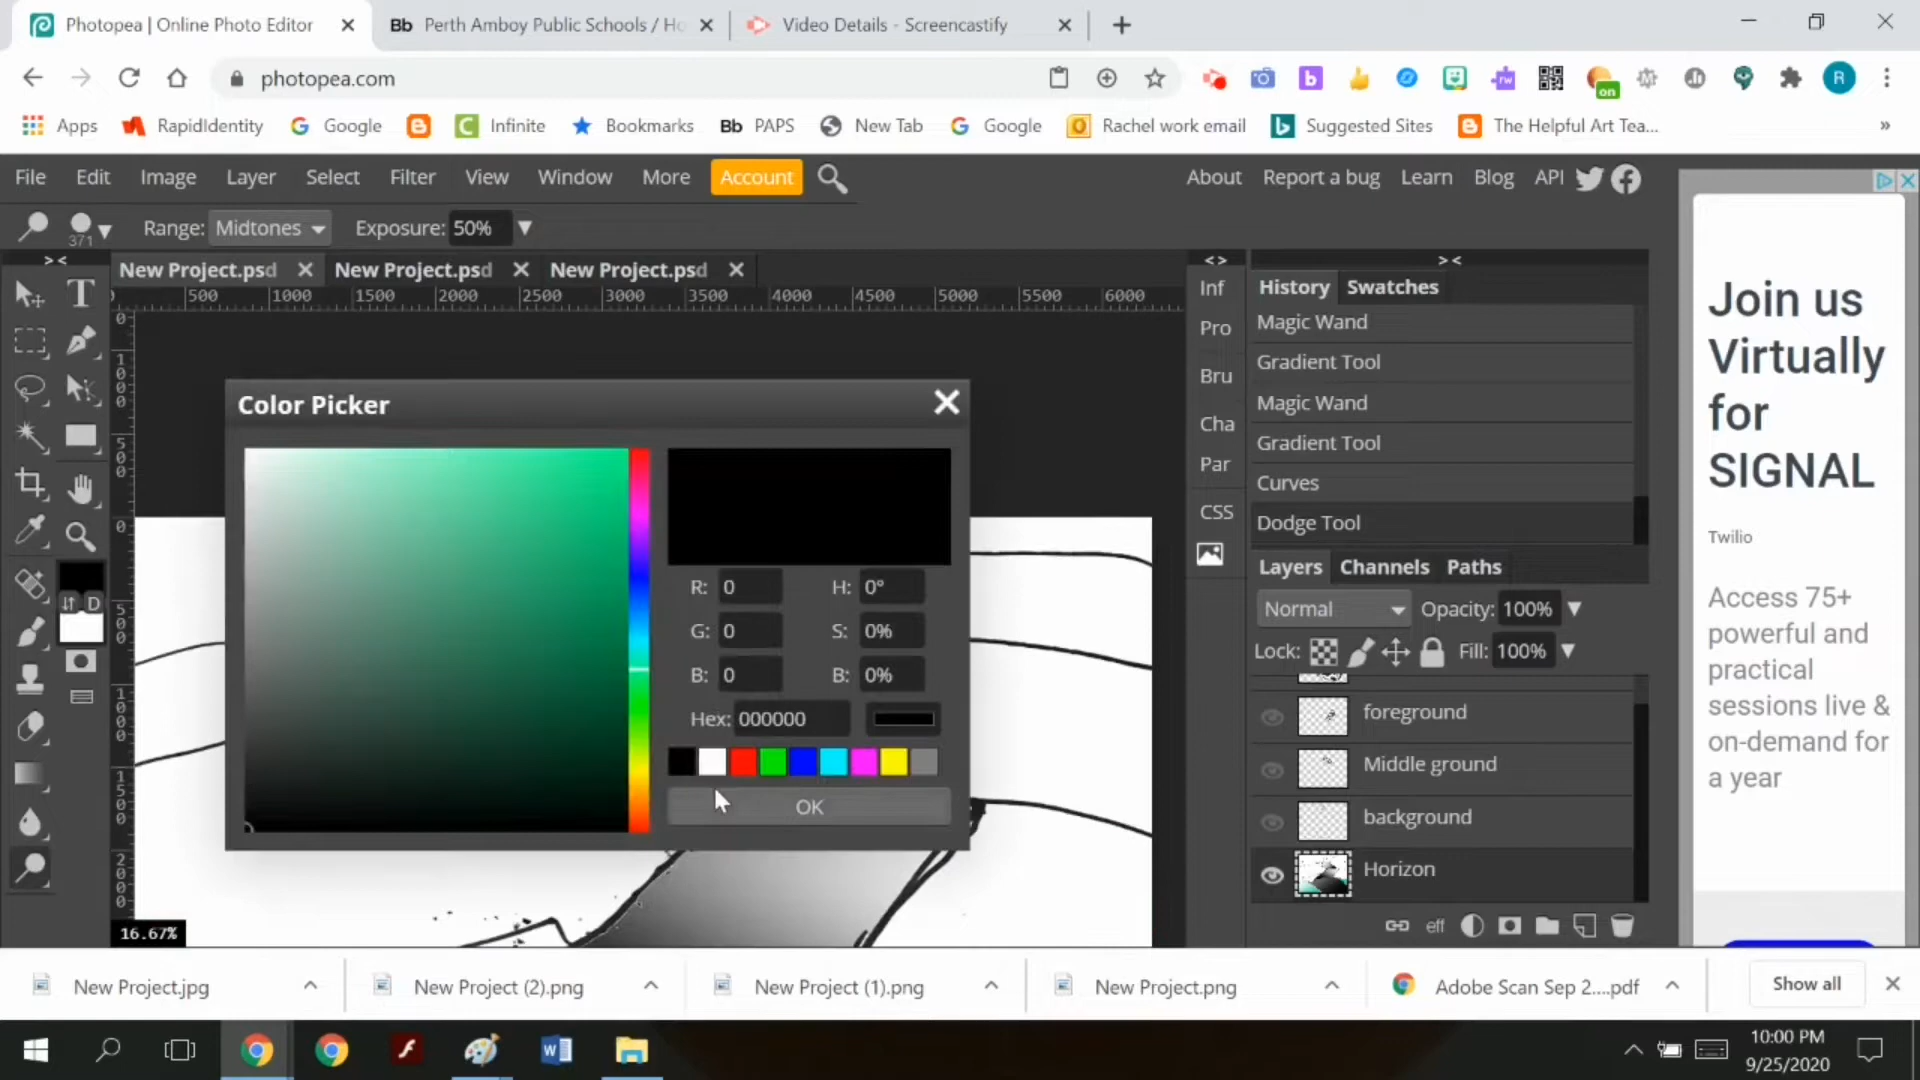 Photopea | Online Photo Editor
Bb Perth Amboy Public Schools / Ho
Video Details - Screencastify
photopea.com
on
R
Apps RapidIdentity Google Infinite Bookmarks Bb PAPS New Tab Google Rachel work email Suggested Sites The Helpful Art Tea... »
File Edit Image Layer Select Filter View Window More Account
About Report a bug Learn Blog API
371
Range: Midtones Exposure: 50%
> <
New Project.psd New Project.psd New Project.psd
500 1000 1500 2000 2500 3000 3500 4000 4500 5000 5500 6000
Color Picker
R: 0 H: 0°
G: 0 S: 0%
B: 0 B: 0%
Hex: 000000
OK
T
D
16.67%
< >
Inf
Pro
Bru
Cha
Par
CSS
> <
History Swatches
Magic Wand
Gradient Tool
Magic Wand
Gradient Tool
Curves
Dodge Tool
Layers Channels Paths
Normal Opacity: 100%
Lock: Fill: 100%
foreground
Middle ground
background
Horizon
eff
Join us
Virtually
for
SIGNAL
Twilio
Access 75+
powerful and
practical
sessions live &
on-demand for
a year
New Project.jpg
New Project (2).png
New Project (1).png
New Project.png
Adobe Scan Sep 2....pdf
Show all
10:00 PM
9/25/2020